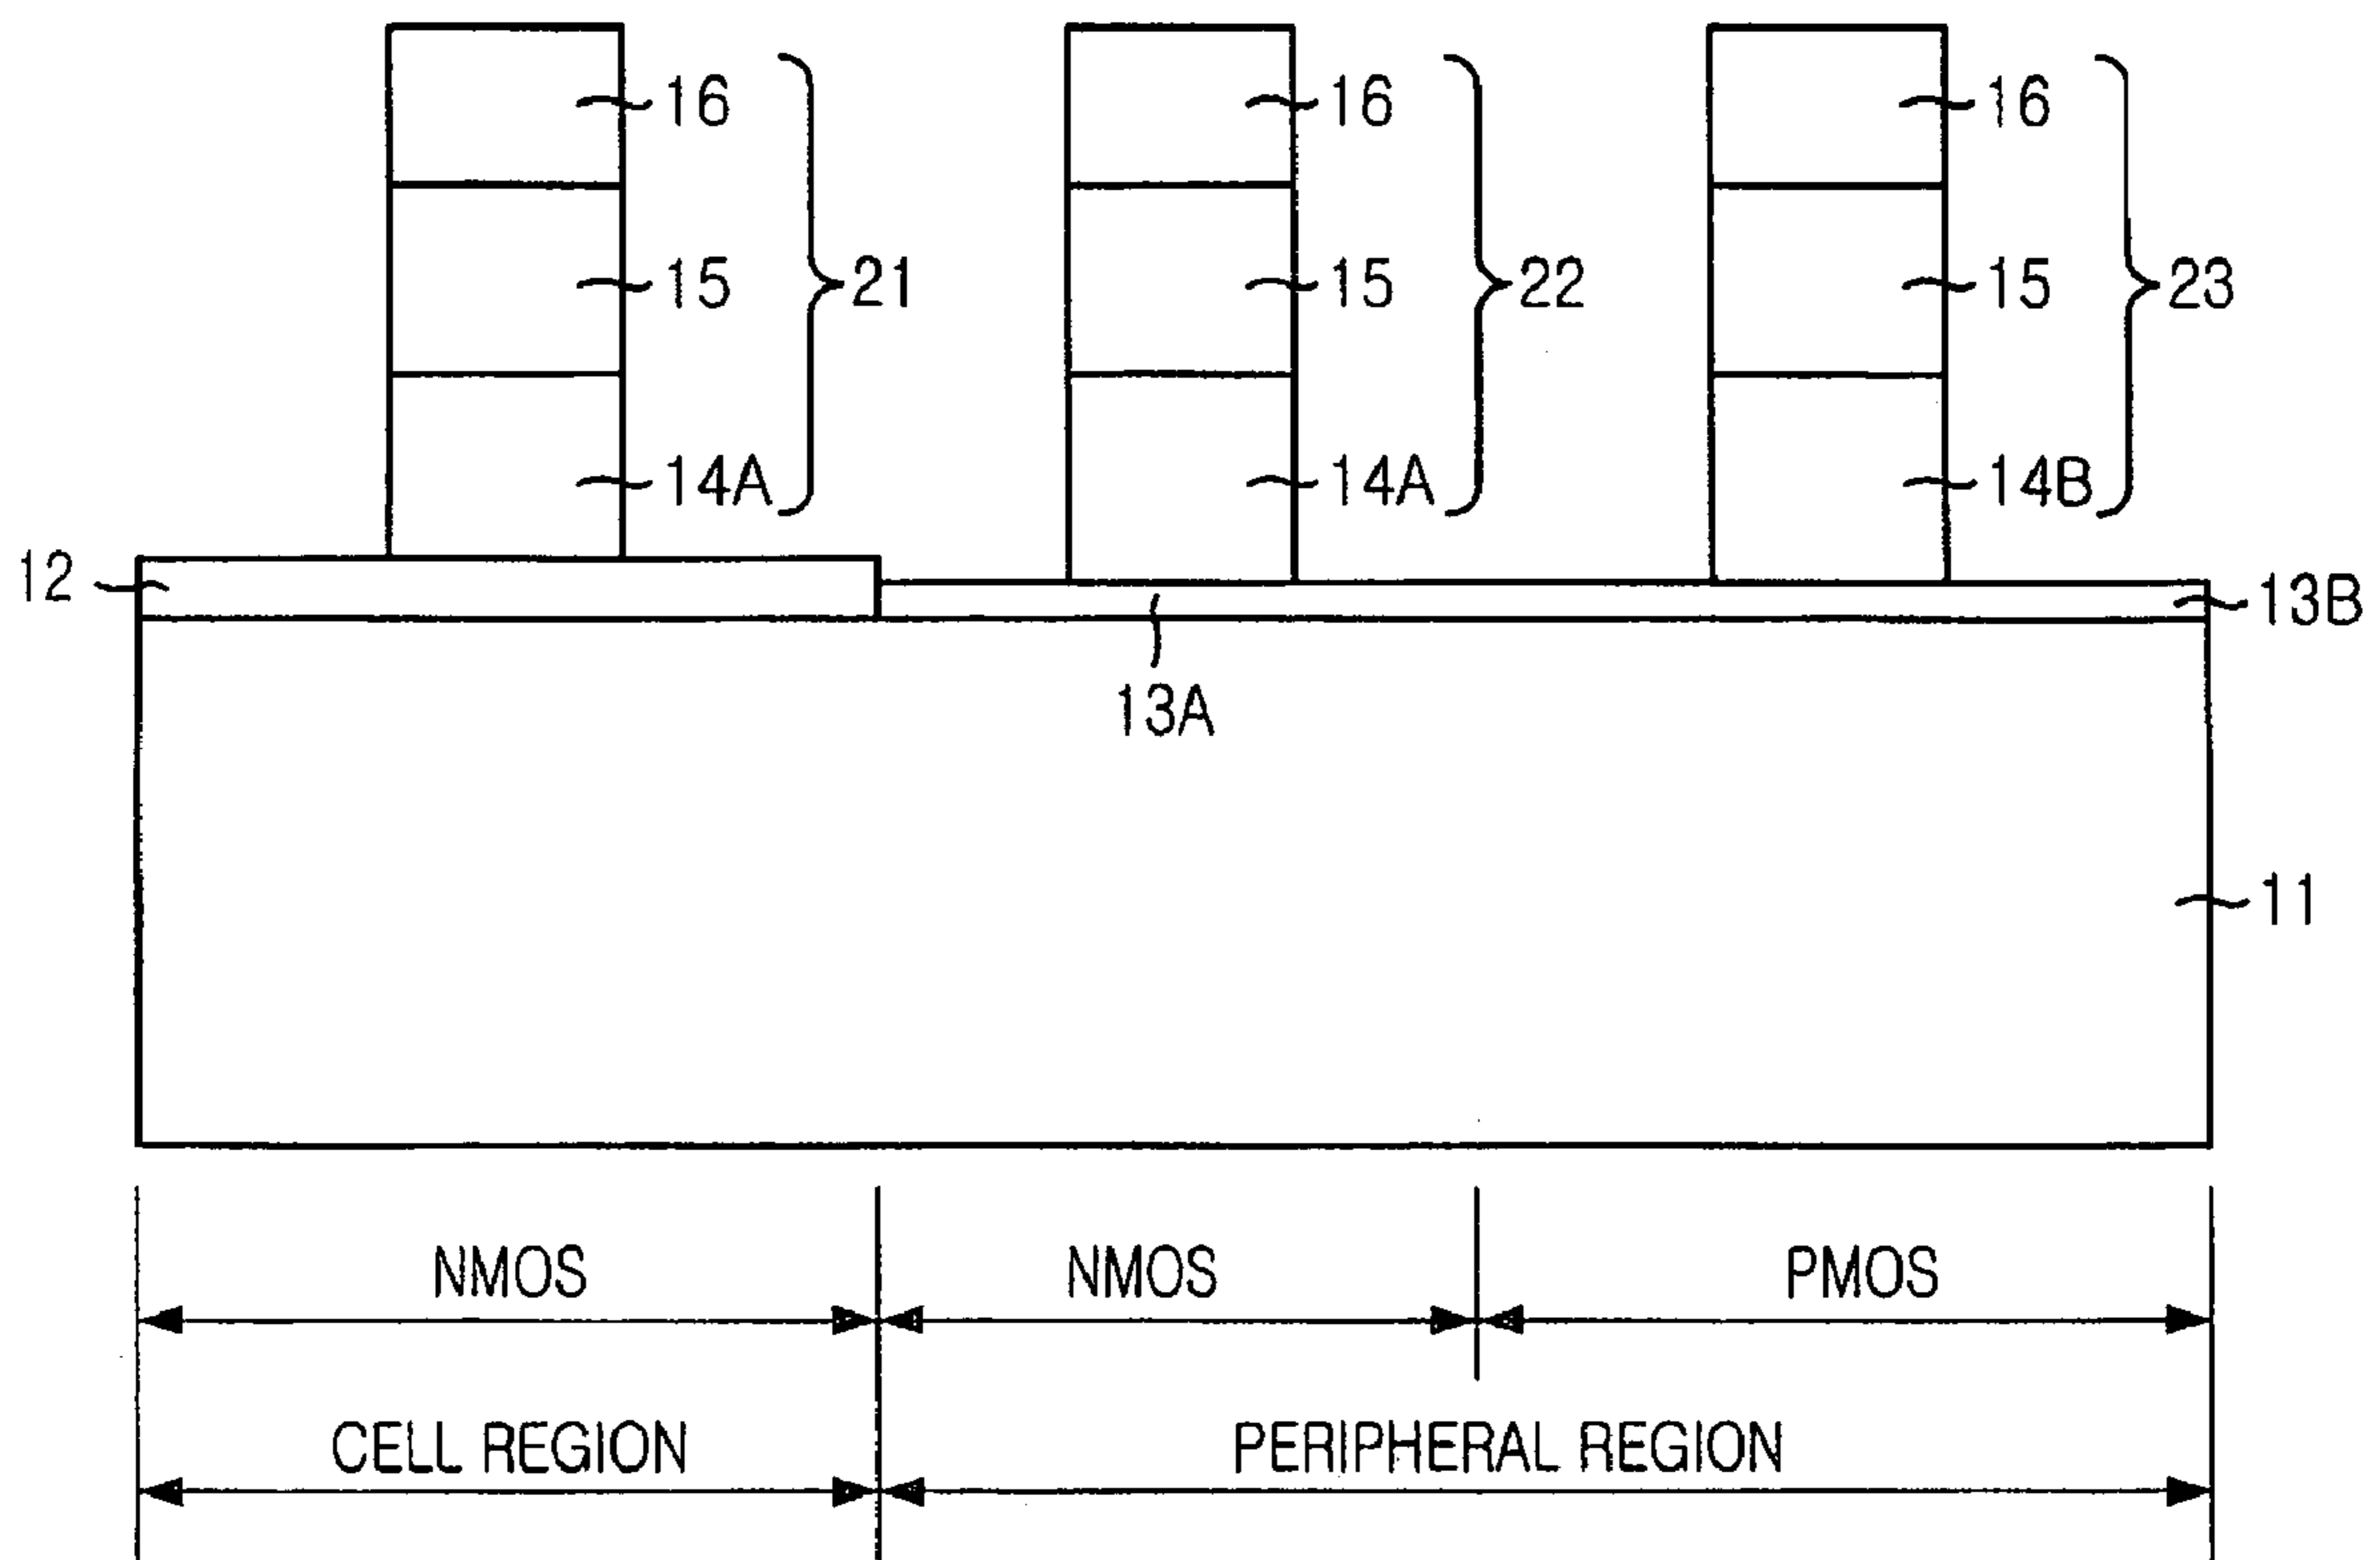 16 16 16
15 21 15 22 15 23
14A 14A 14B
12 13B
13A
11
NMOS NMOS PMOS
CELL REGION PERIPHERAL REGION